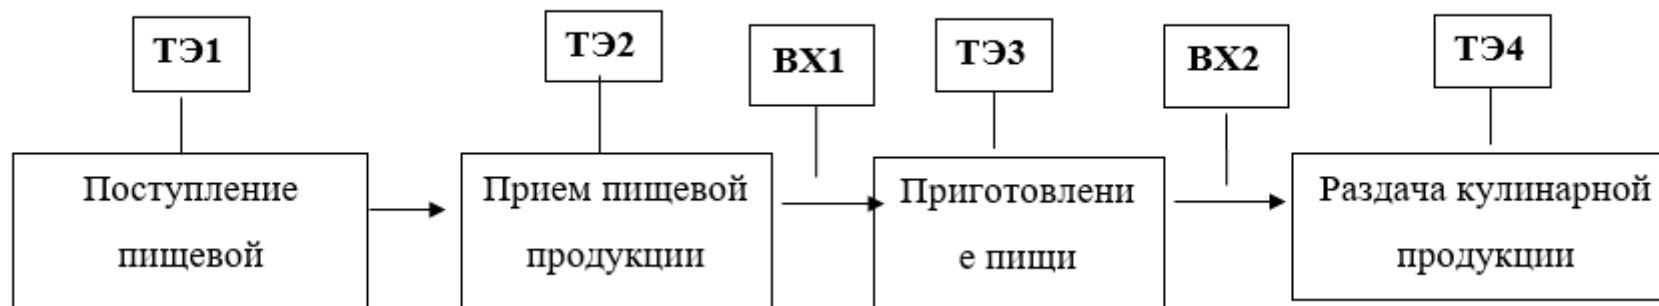 ТЭ1
ТЭ2
ВХ1
ТЭ3
ВХ2
ТЭ4
Поступление
пищевой
Прием пищевой
продукции
Приготовлени
е пищи
Раздача кулинарной
продукции